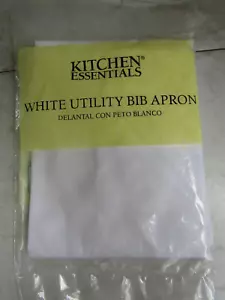 KITCHEN®
ESSENTIALS
WHITE UTILITY BIB APRON
DELANTAL CON PETO BLANCO